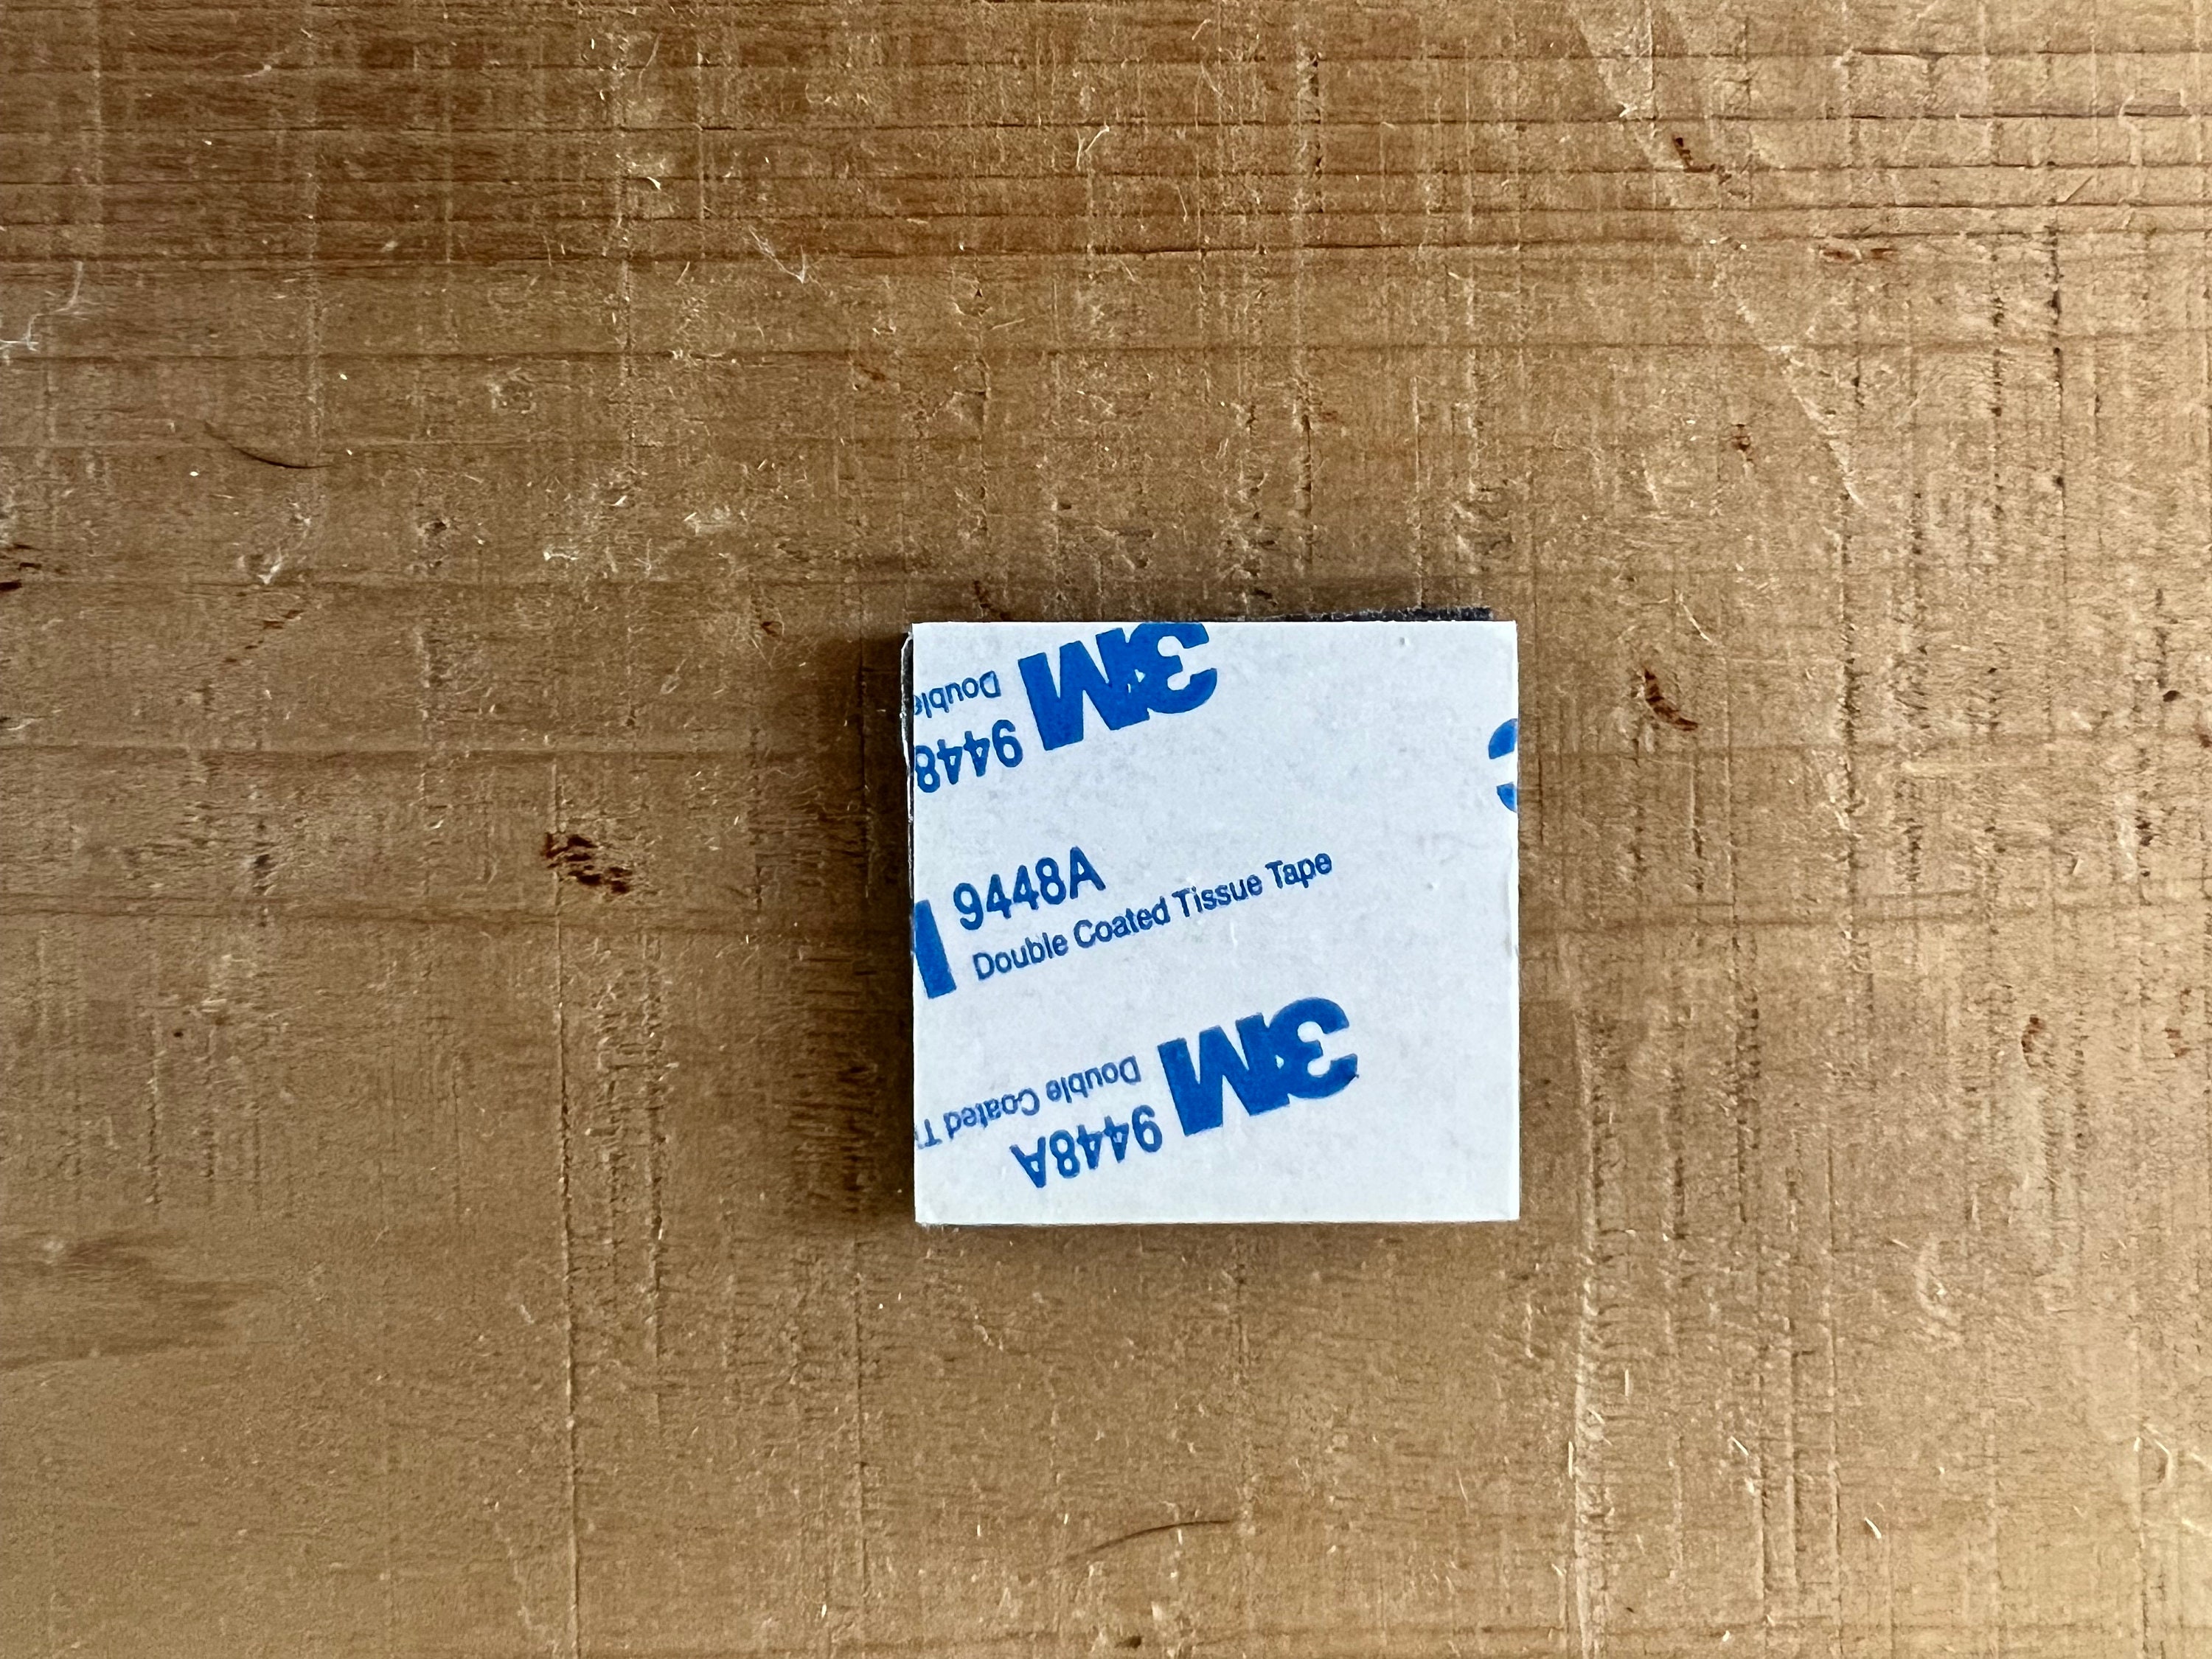 3M
Double
9448
9448A
Double Coated Tissue Tape
3M
Double Coated T
9448A